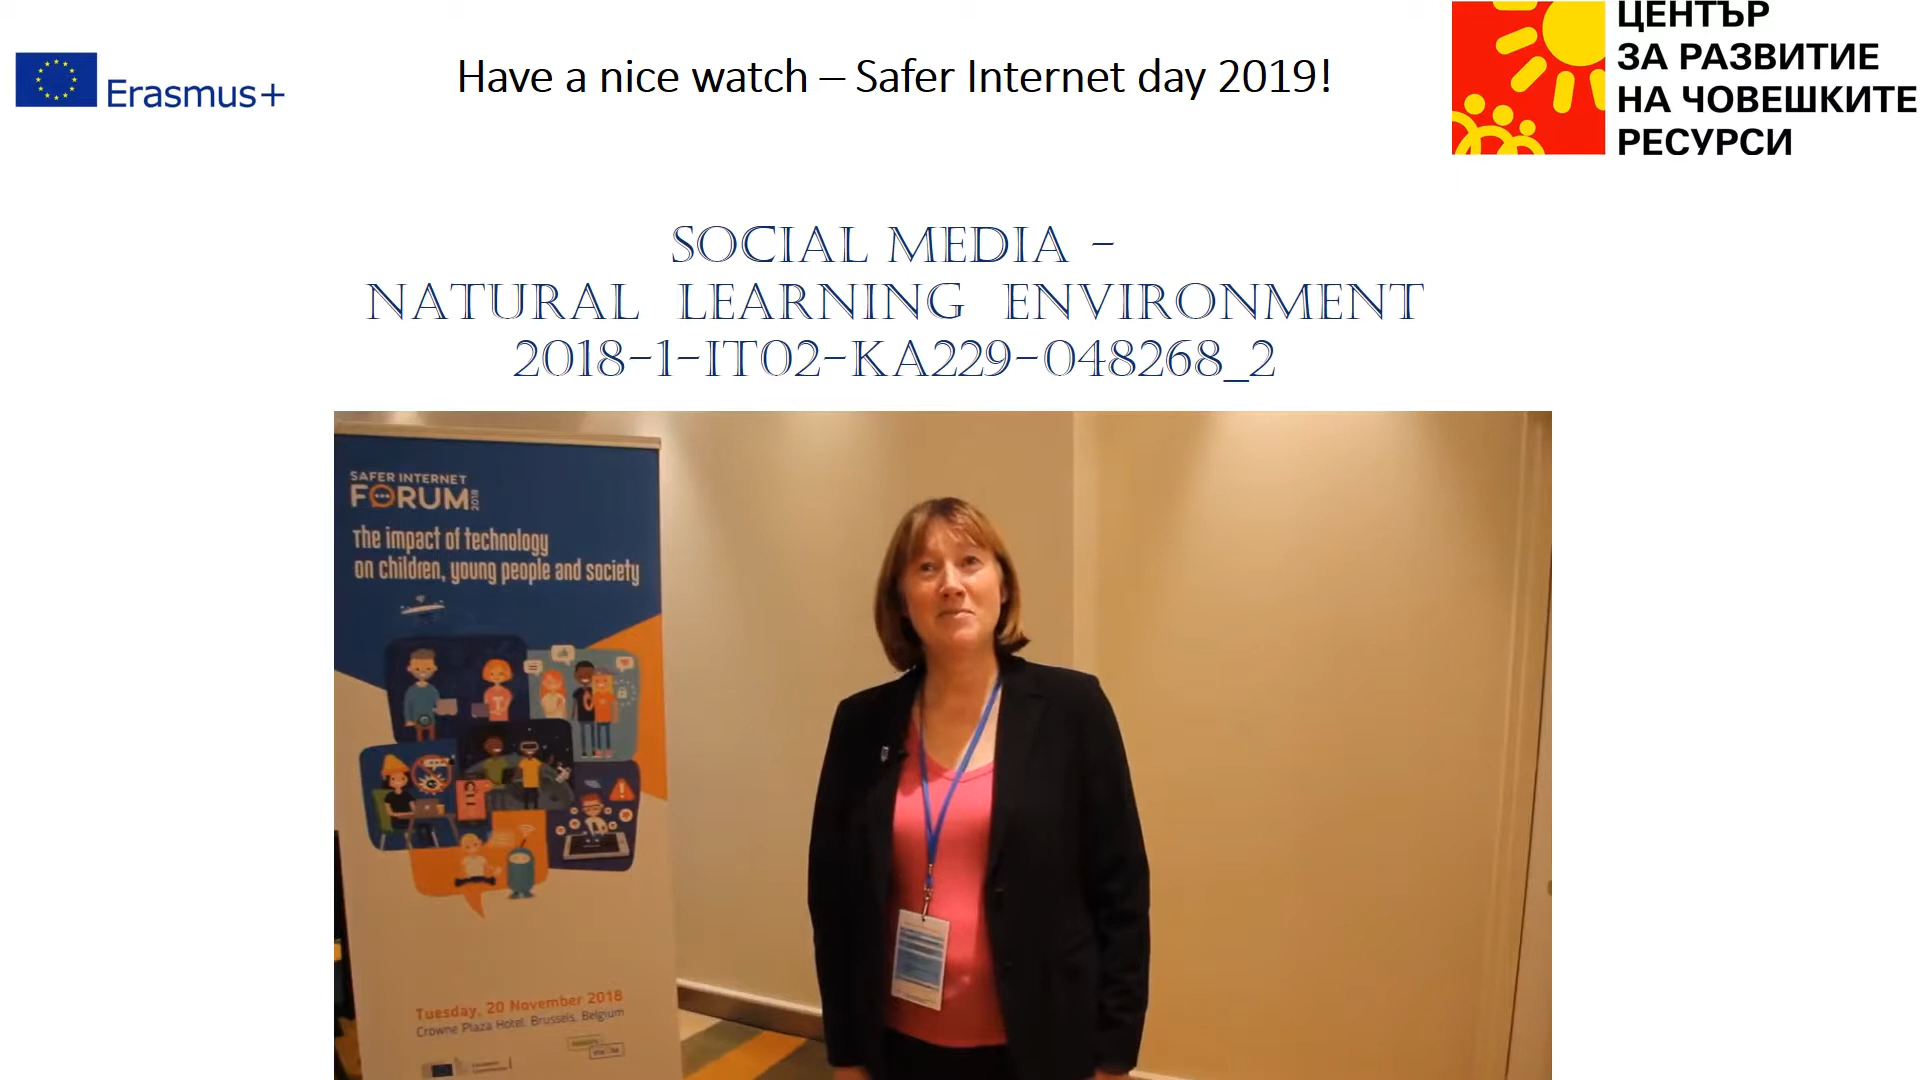 Erasmus+
Have a nice watch – Safer Internet day 2019!
ЦЕНТЪР
ЗА РАЗВИТИЕ
НА ЧОВЕШКИТЕ
РЕСУРСИ
SOCIAL MEDIA –
NATURAL LEARNING ENVIRONMENT
2018-1-IT02-KA229-048268_2
SAFER INTERNET
FORUM 2018
The impact of technology
on children, young people and society
Tuesday, 20 November 2018
Crowne Plaza Hotel, Brussels, Belgium